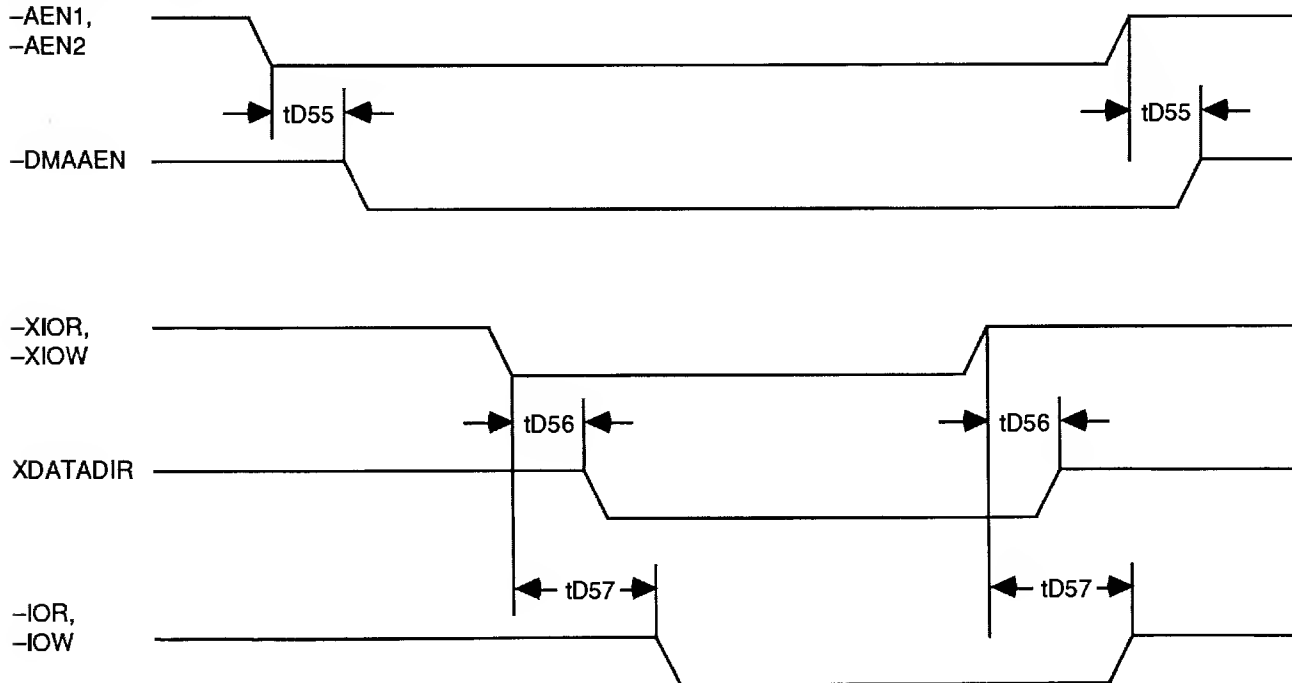 –AEN1,
–AEN2
tD55
tD55
–DMAAEN
–XIOR,
–XIOW
tD56
tD56
XDATADIR
tD57
tD57
–IOR,
–IOW